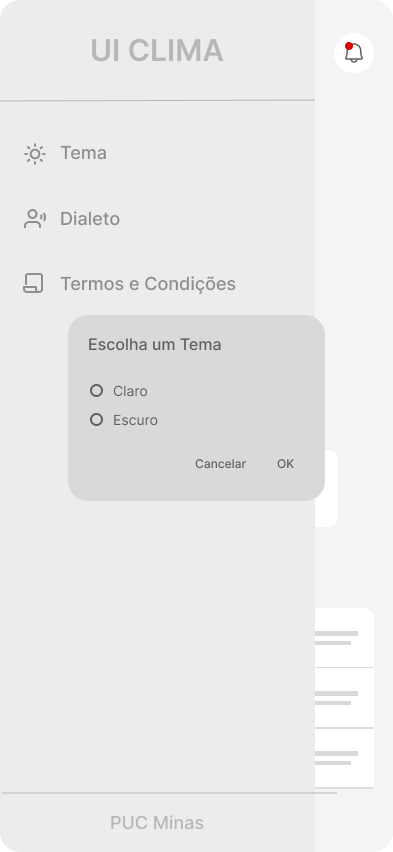 UI CLIMA
Tema
Dialeto
Termos e Condições
Escolha um Tema
Claro
Escuro
Cancelar OK
PUC Minas